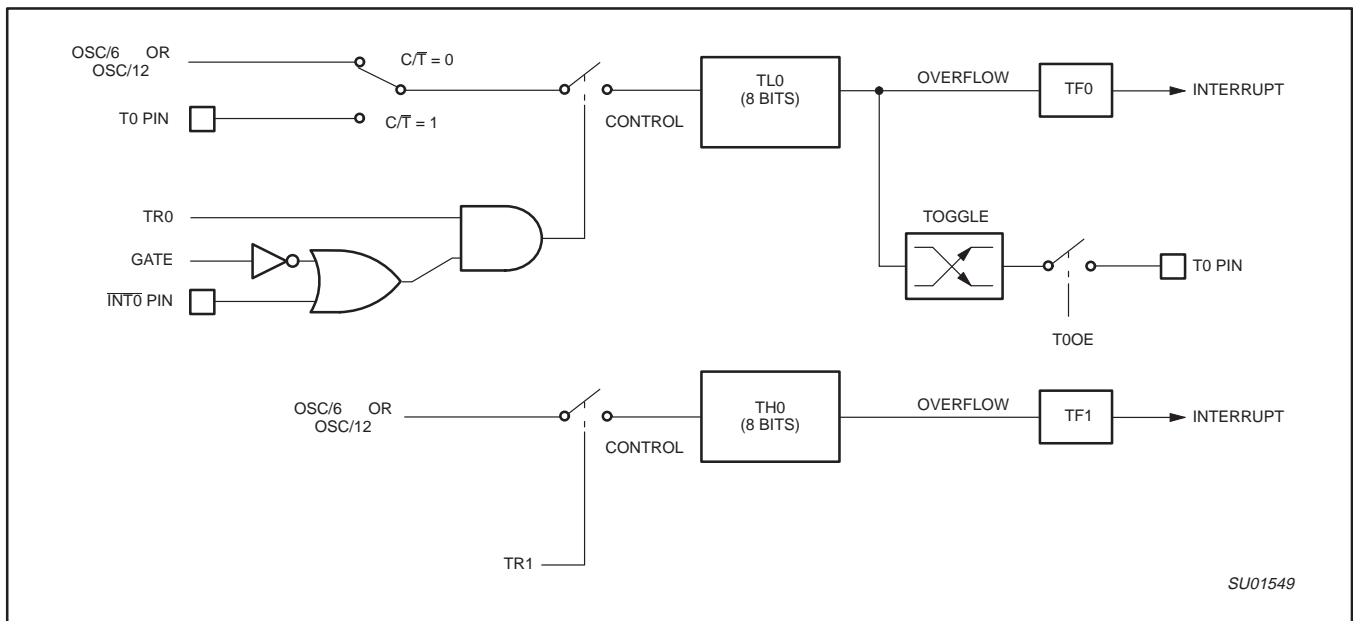 OSC/6 OR
OSC/12
C/T̅ = 0
T0 PIN
C/T̅ = 1
CONTROL
TL0
(8 BITS)
OVERFLOW
TF0
INTERRUPT
TR0
GATE
I̅N̅T̅0̅ PIN
TOGGLE
T0 PIN
T0OE
OSC/6 OR
OSC/12
CONTROL
TH0
(8 BITS)
OVERFLOW
TF1
INTERRUPT
TR1
SU01549